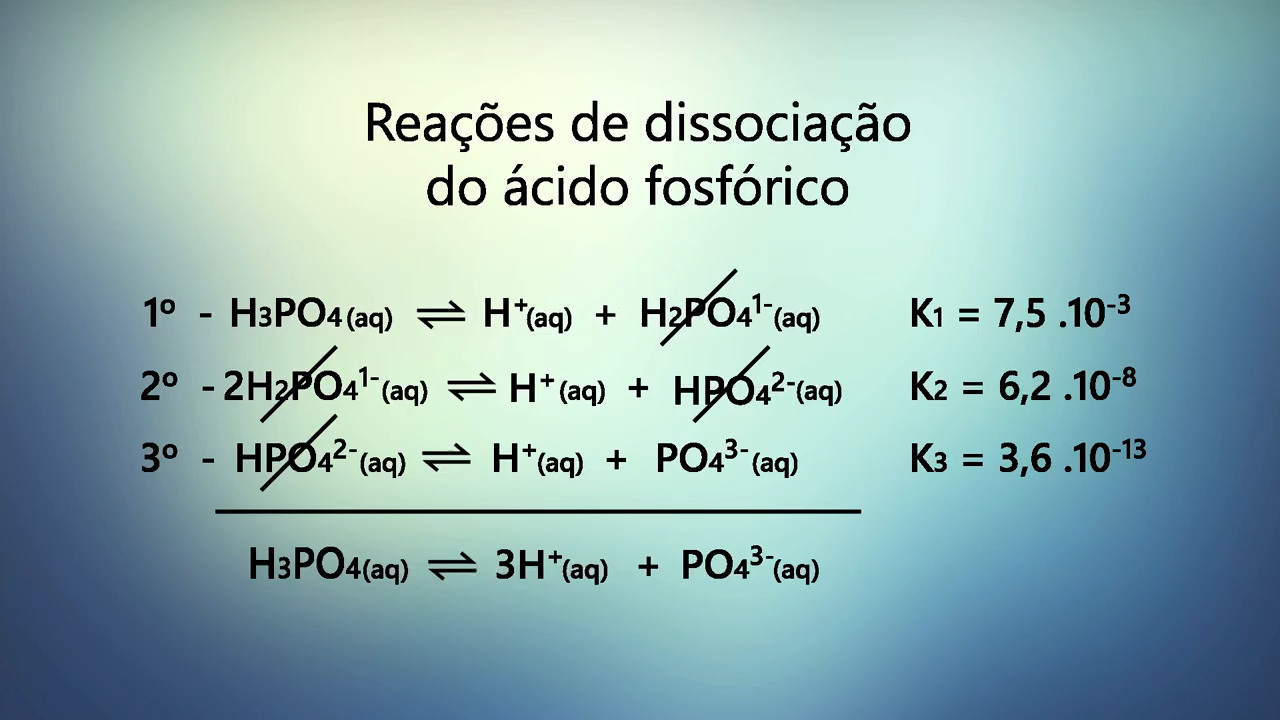 Reações de dissociação
do ácido fosfórico
1º - H₃PO₄(aq) ⇌ H⁺(aq) + H₂PO₄¹⁻(aq) K₁ = 7,5 .10⁻³
2º - 2H₂PO₄¹⁻(aq) ⇌ H⁺(aq) + HPO₄²⁻(aq) K₂ = 6,2 .10⁻⁸
3º - HPO₄²⁻(aq) ⇌ H⁺(aq) + PO₄³⁻(aq) K₃ = 3,6 .10⁻¹³
H₃PO₄(aq) ⇌ 3H⁺(aq) + PO₄³⁻(aq)